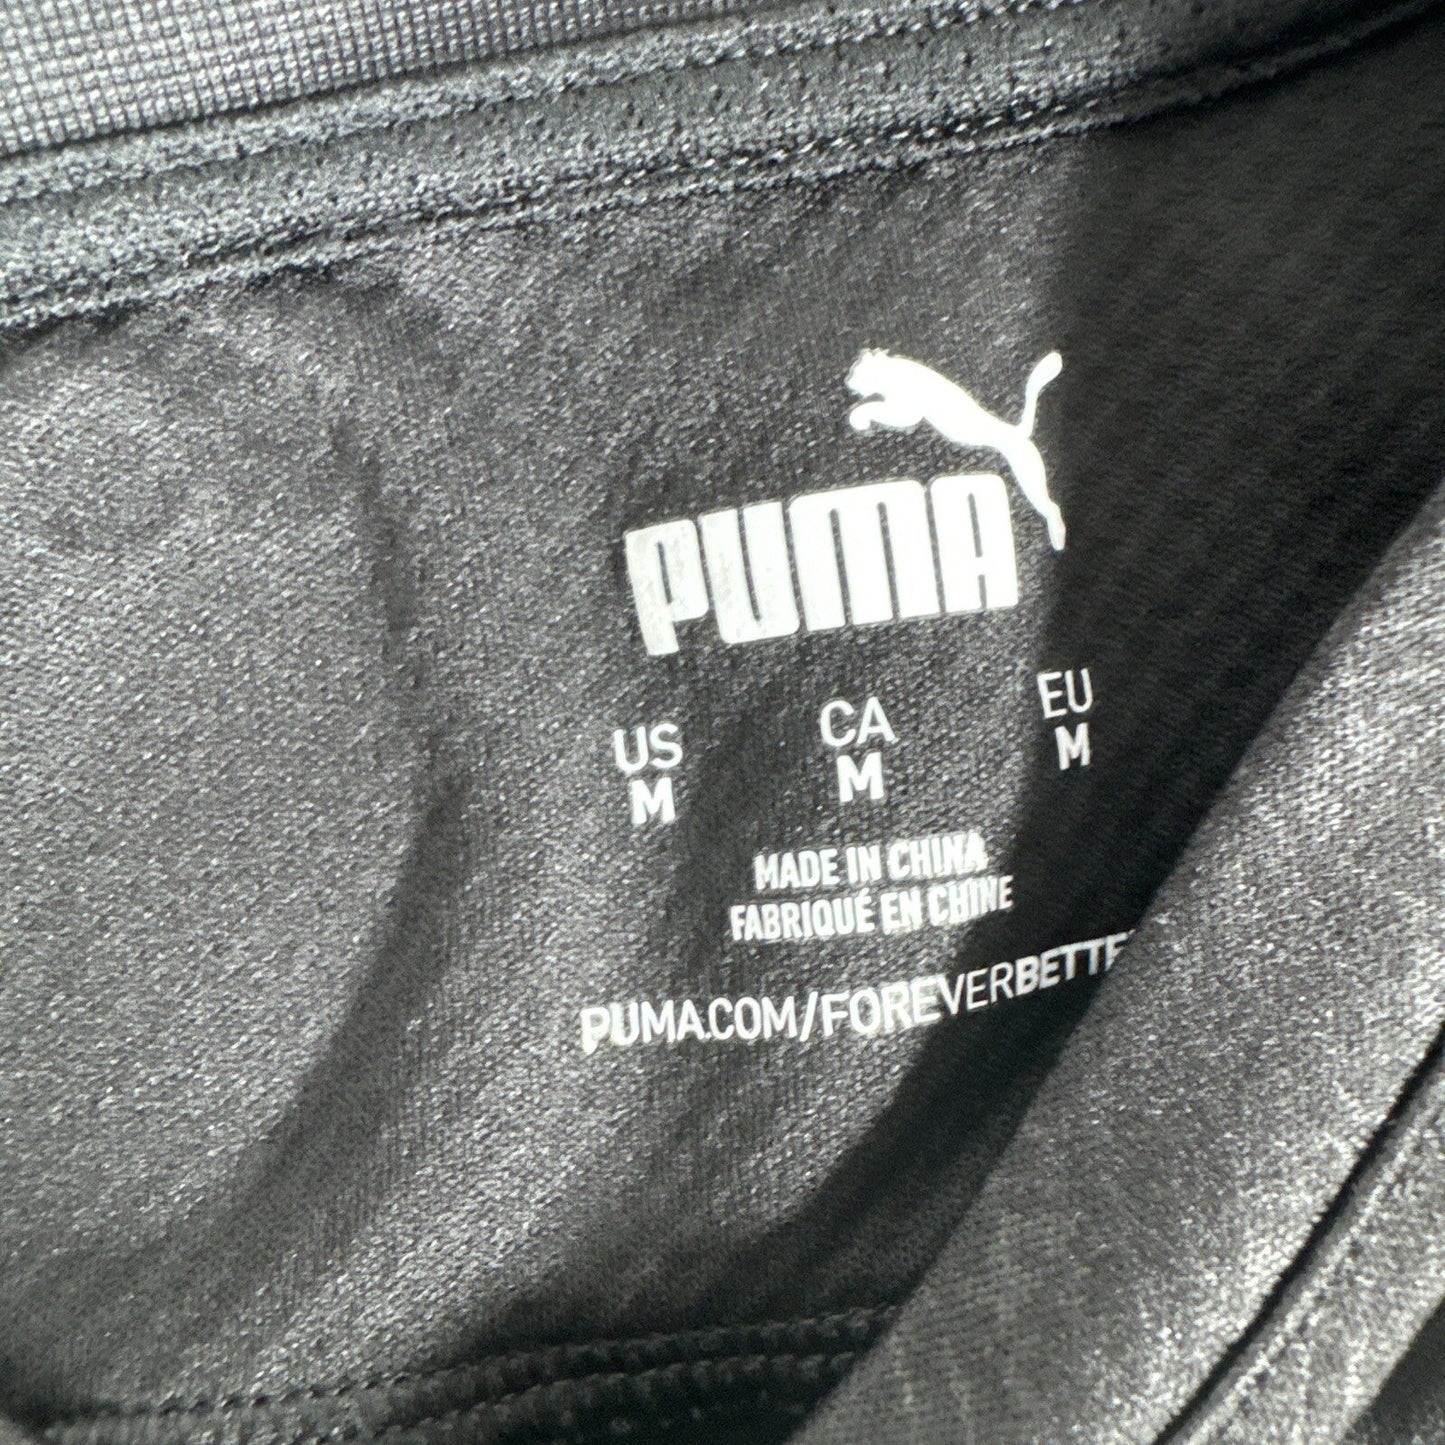 PUMA
US CA EU
M M M
MADE IN CHINA
FABRIQUÉ EN CHINE
PUMA.COM/FOREVERBETTE